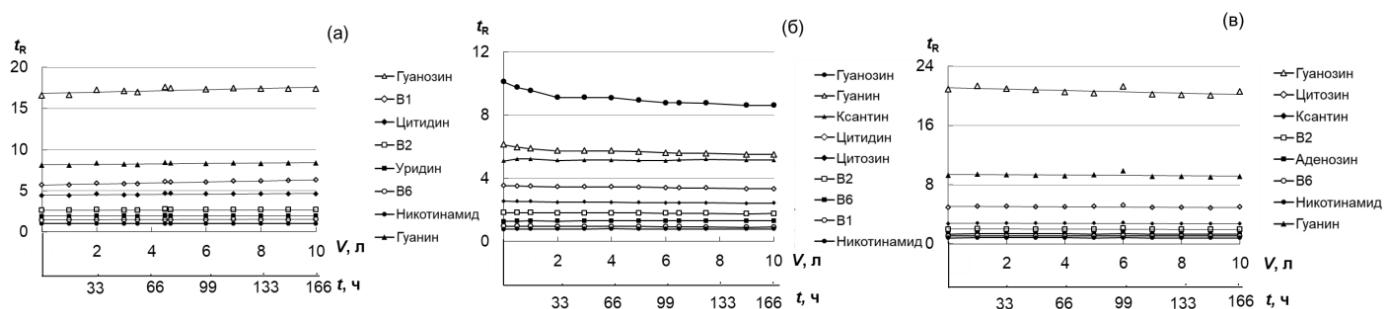 (а)
tR
20
15
10
5
0
2
4
6
8
10
V, л
33
66
99
133
166
t, ч
Гуанозин
B1
Цитидин
B2
Уридин
B6
Никотинамид
Гуанин
(б)
tR
12
8
4
0
2
4
6
8
10
V, л
33
66
99
133
166
t, ч
Гуанозин
Гуанин
Ксантин
Цитидин
Цитозин
B2
B6
B1
Никотинамид
(в)
tR
24
16
8
0
2
4
6
8
10
V, л
33
66
99
133
166
t, ч
Гуанозин
Цитозин
Ксантин
B2
Аденозин
B6
Никотинамид
Гуанин